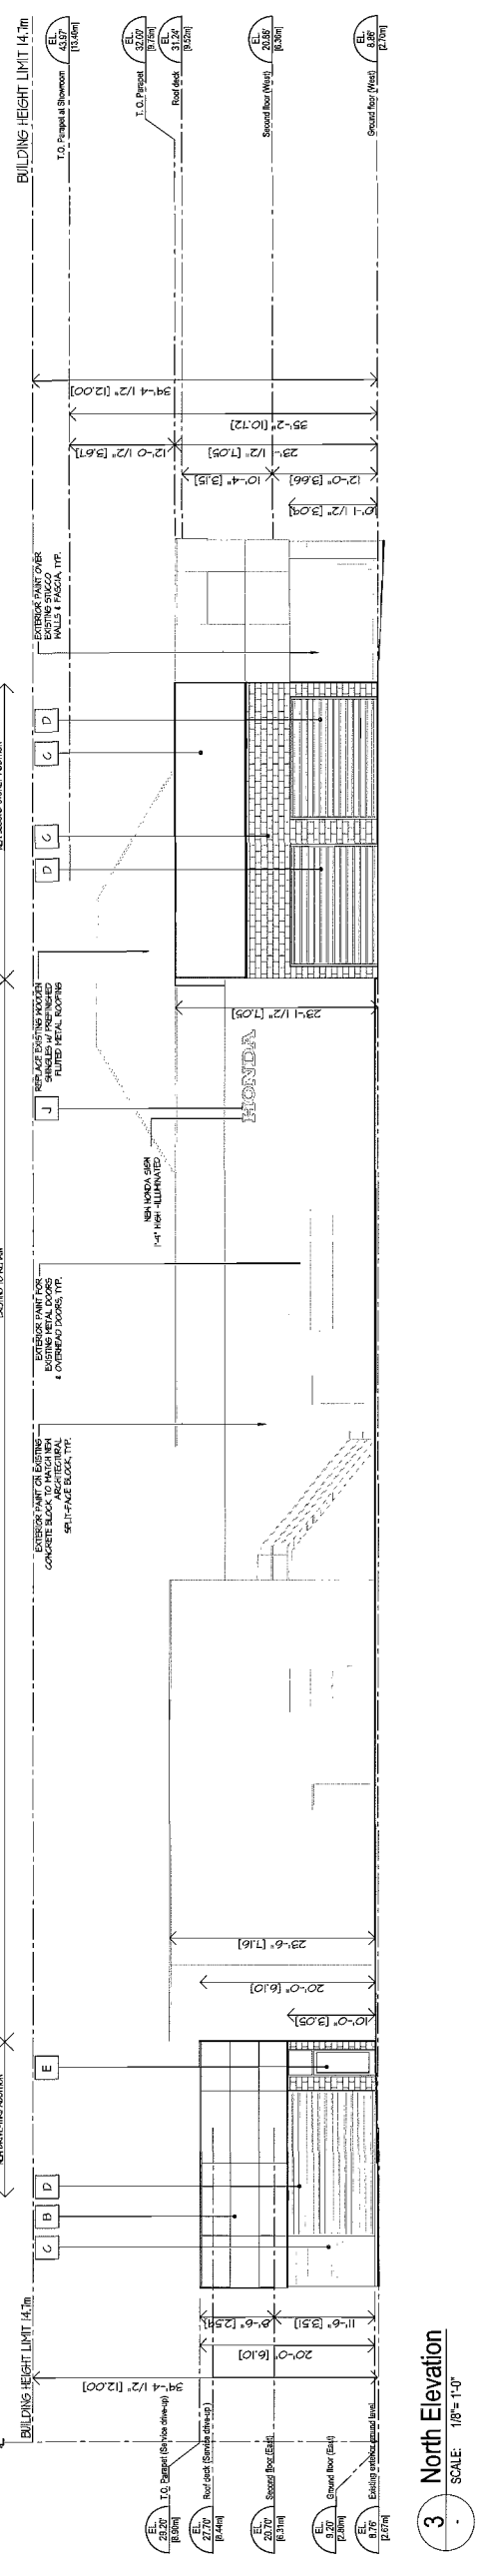 BUILDING HEIGHT LIMIT 14.7m
EL.
43.97'
[13.40m]
T.O. Parapet at Showroom
EL.
32.00'
[9.75m]
T. O. Parapet
EL.
31.24'
[9.52m]
Roof deck
EL.
20.86'
[6.36m]
Second floor (West)
EL.
8.86'
[2.70m]
Ground floor (West)
39'-4 1/2" [12.00]
35'-2" [10.72]
12'-0 1/2" [3.67]
23'- 1/2" [7.05]
10'-4" [3.15]
12'-0" [3.66]
10'-1 1/2" [3.09]
EXTERIOR PAINT OVER
EXISTING STUCCO
WALLS & FASCIA, TYP.
D
C
C
D
REPLACE EXISTING WOODEN
SHINGLES W/ PREFINISHED
FLUTED METAL ROOFING
23'-1 1/2" [7.05]
J
HONDA
NEW HONDA SIGN
1'-4" HIGH - ILLUMINATED
EXTERIOR PAINT FOR
EXISTING METAL DOORS
& OVERHEAD DOORS, TYP.
EXTERIOR PAINT ON EXISTING
CONCRETE BLOCK TO MATCH NEW
ARCHITECTURAL
SPLIT-FACE BLOCK, TYP.
23'-6" [7.16]
20'-0" [6.10]
10'-0" [3.05]
E
D
B
C
8'-6" [2.59]
11'-6" [3.51]
20'-0" [6.10]
39'-4 1/2" [12.00]
BUILDING HEIGHT LIMIT 14.7m
EL.
29.20'
[8.90m]
T.O. Parapet (Service drive-up)
EL.
27.70'
[8.44m]
Roof deck (Service drive-up)
EL.
20.70'
[6.31m]
Second floor (East)
EL.
9.20'
[2.80m]
Ground floor (East)
EL.
8.76'
[2.67m]
Existing exterior ground level
3
-
North Elevation
SCALE: 1/8" = 1'-0"